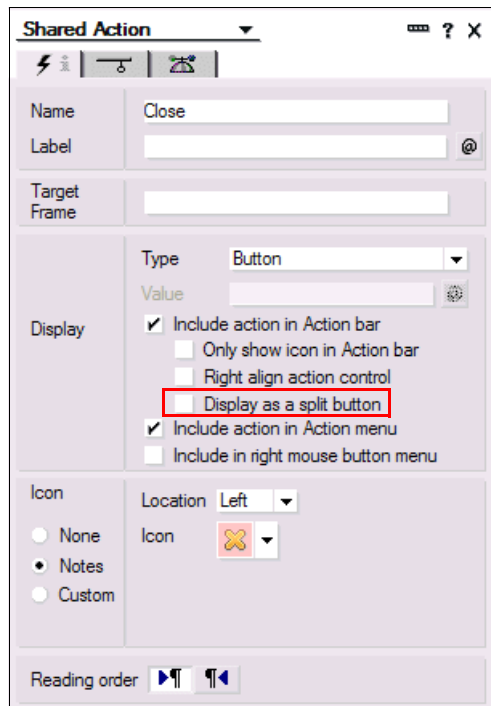 Shared Action
? X
i
Name Close
Label @
Target
Frame
Type Button
Value @
Display
Include action in Action bar
Only show icon in Action bar
Right align action control
Display as a split button
Include action in Action menu
Include in right mouse button menu
Icon
Location Left
None
Icon
Notes
Custom
Reading order ¶ ¶